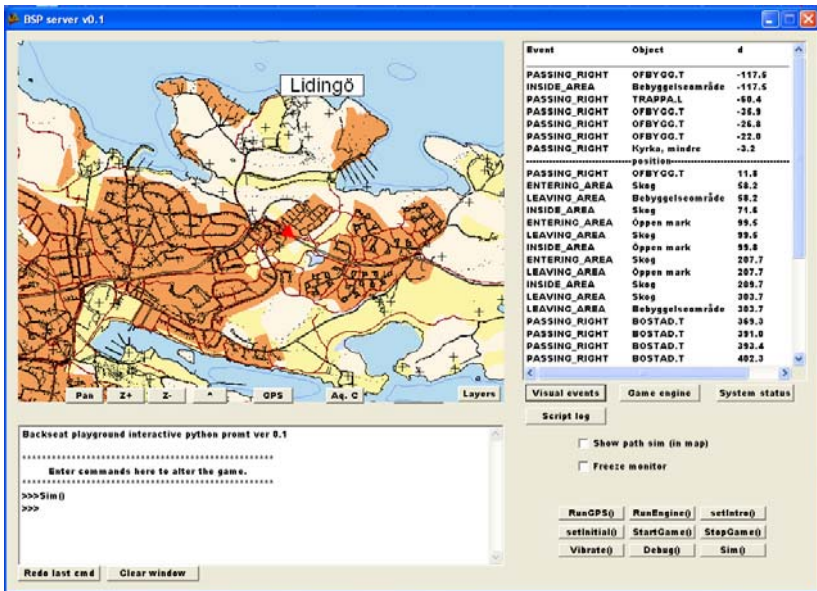 BSP server v0.1
Lidingö
Pan Z+ Z- ^ GPS Aq. C Layers
Event Object d
PASSING_RIGHT OFBYGG.T -117.5
INSIDE_AREA Bebyggelseområde -117.5
PASSING_RIGHT TRAPPA.L -60.4
PASSING_RIGHT OFBYGG.T -35.9
PASSING_RIGHT OFBYGG.T -26.8
PASSING_RIGHT OFBYGG.T -22.0
PASSING_RIGHT Kyrka, mindre -3.2
------------------------position------------------------
PASSING_RIGHT OFBYGG.T 11.8
ENTERING_AREA Skog 58.2
LEAVING_AREA Bebyggelseområde 58.2
INSIDE_AREA Skog 71.5
ENTERING_AREA Öppen mark 99.5
LEAVING_AREA Skog 99.5
INSIDE_AREA Öppen mark 99.8
ENTERING_AREA Skog 207.7
LEAVING_AREA Öppen mark 207.7
INSIDE_AREA Skog 209.7
LEAVING_AREA Skog 303.7
LEAVING_AREA Bebyggelseområde 303.7
PASSING_RIGHT BOSTAD.T 369.3
PASSING_RIGHT BOSTAD.T 391.0
PASSING_RIGHT BOSTAD.T 393.4
PASSING_RIGHT BOSTAD.T 402.3
Visual events Game engine System status
Script log
Show path sim (in map)
Freeze monitor
RunGPS() RunEngine() setIntro()
setInitial() StartGame() StopGame()
Vibrate() Debug() Sim()
Backseat playground interactive python promt ver 0.1
****************************************************
Enter commands here to alter the game.
****************************************************
>>>Sim()
>>>
Redo last cmd Clear window